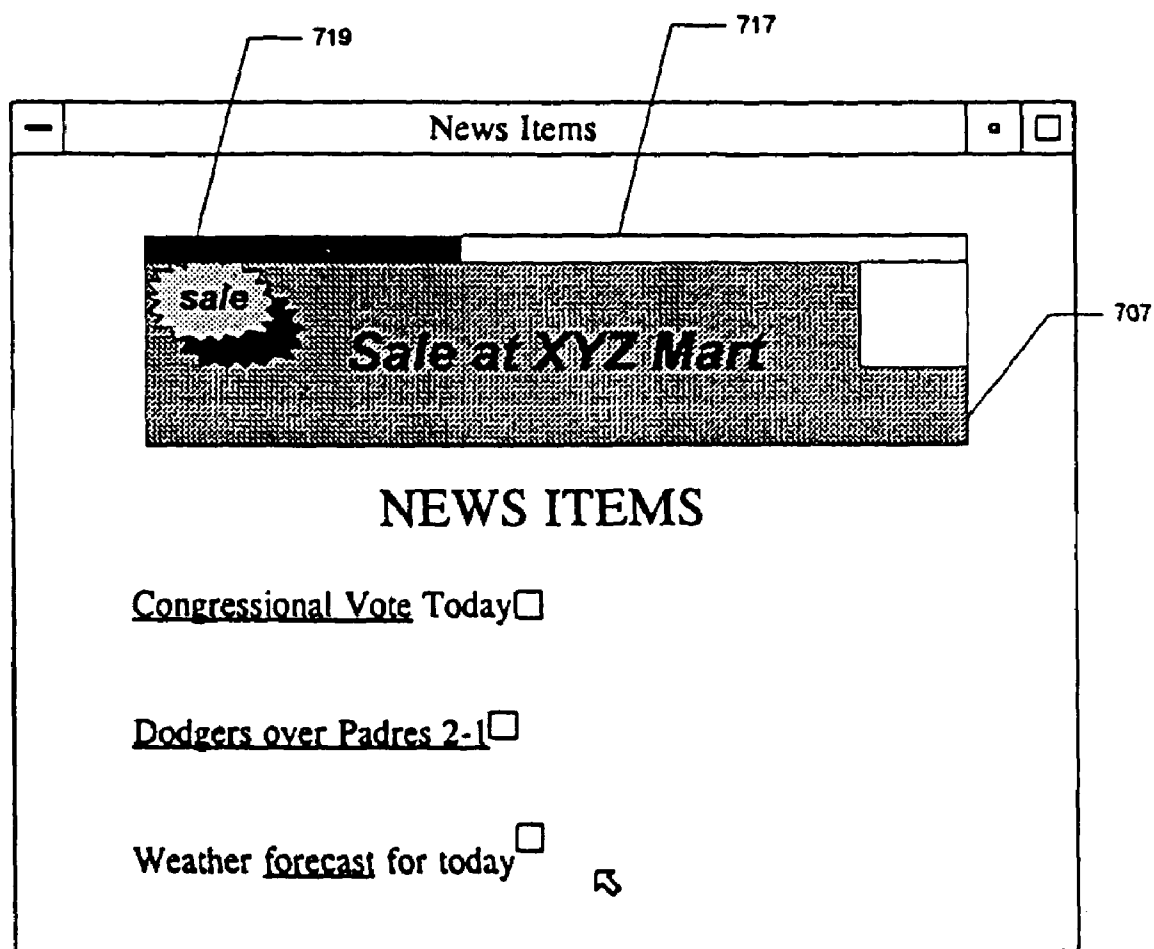 719
717
News Items
sale
Sale at XYZ Mart
707
NEWS ITEMS
Congressional Vote Today
Dodgers over Padres 2-1
Weather forecast for today